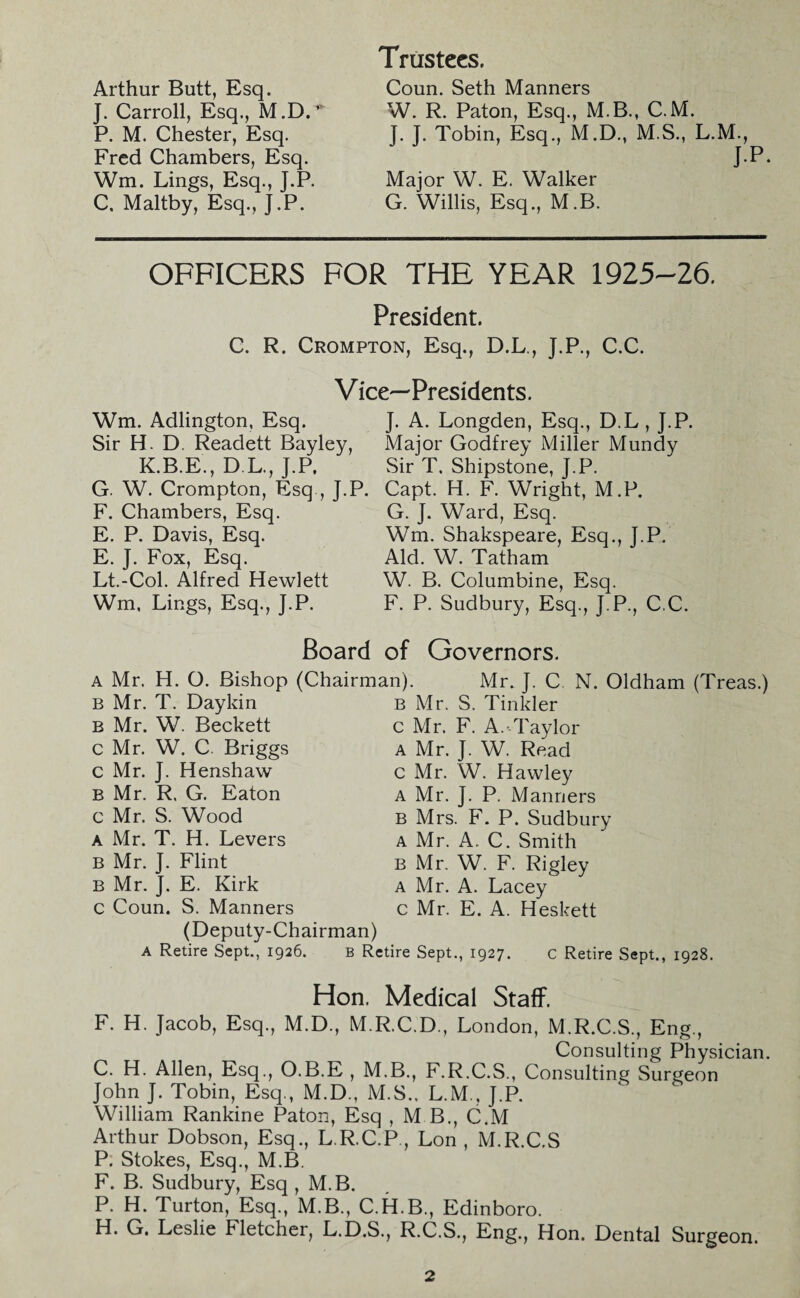 Trustees.
Arthur Butt, Esq.
J. Carroll, Esq., M.D.
P. M. Chester, Esq.
Fred Chambers, Esq.
Wm. Lings, Esq., J.P.
C. Maltby, Esq., J.P.
Coun. Seth Manners
W. R. Paton, Esq., M.B., C.M.
J. J. Tobin, Esq., M.D., M.S., L.M.,
J.P.
Major W. E. Walker
G. Willis, Esq., M.B.
OFFICERS FOR THE YEAR 1925-26.
President.
C. R. Crompton, Esq., D.L., J.P., C.C.
Vice-Presidents.
Wm. Adlington, Esq.
Sir H. D. Readett Bayley,
K.B.E., D.L., J.P.
G. W. Crompton, Esq., J.P.
F. Chambers, Esq.
E. P. Davis, Esq.
E. J. Fox, Esq.
Lt.-Col. Alfred Hewlett
Wm. Lings, Esq., J.P.
J. A. Longden, Esq., D.L, J.P.
Major Godfrey Miller Mundy
Sir T. Shipstone, J.P.
Capt. H. F. Wright, M.P.
G. J. Ward, Esq.
Wm. Shakspeare, Esq., J.P.
Ald. W. Tatham
W. B. Columbine, Esq.
F. P. Sudbury, Esq., J.P., C.C.
Board of Governors.
A Mr. H. O. Bishop (Chairman). Mr. J. C. N. Oldham (Treas.)
B Mr. T. Daykin
B Mr. W. Beckett
C Mr. W. C. Briggs
C Mr. J. Henshaw
B Mr. R. G. Eaton
C Mr. S. Wood
A Mr. T. H. Levers
B Mr. J. Flint
B Mr. J. E. Kirk
C Coun. S. Manners
(Deputy-Chairman)
B Mr. S. Tinkler
C Mr. F. A. Taylor
A Mr. J. W. Read
C Mr. W. Hawley
A Mr. J. P. Manners
B Mrs. F. P. Sudbury
A Mr. A. C. Smith
B Mr. W. F. Rigley
A Mr. A. Lacey
C Mr. E. A. Heskett
A Retire Sept., 1926. B Retire Sept., 1927. C Retire Sept., 1928.
Hon. Medical Staff.
F. H. Jacob, Esq., M.D., M.R.C.D., London, M.R.C.S., Eng.,
Consulting Physician.
C. H. Allen, Esq., O.B.E, M.B., F.R.C.S., Consulting Surgeon
John J. Tobin, Esq., M.D., M.S., L.M., J.P.
William Rankine Paton, Esq, M B., C.M
Arthur Dobson, Esq., L.R.C.P., Lon, M.R.C.S
P. Stokes, Esq., M.B.
F. B. Sudbury, Esq, M.B.
P. H. Turton, Esq., M.B., C.H.B., Edinboro.
H. G. Leslie Fletcher, L.D.S., R.C.S., Eng., Hon. Dental Surgeon.
2